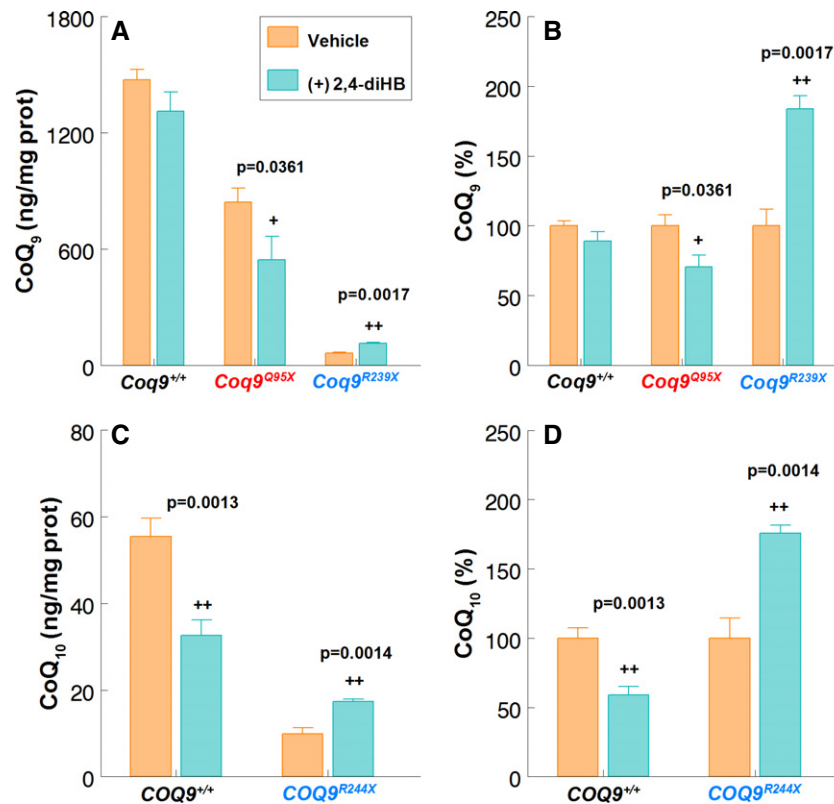 A
CoQ₉ (ng/mg prot)
1800
1200
600
0
Vehicle
(+) 2,4-diHB
p=0.0361
+
p=0.0017
++
Coq9⁺/⁺
Coq9Q95X
Coq9R239X
B
CoQ₉ (%)
250
200
150
100
50
0
p=0.0361
+
p=0.0017
++
Coq9⁺/⁺
Coq9Q95X
Coq9R239X
C
CoQ₁₀ (ng/mg prot)
80
60
40
20
0
p=0.0013
++
p=0.0014
++
COQ9⁺/⁺
COQ9R244X
D
CoQ₁₀ (%)
250
200
150
100
50
0
p=0.0013
++
p=0.0014
++
COQ9⁺/⁺
COQ9R244X